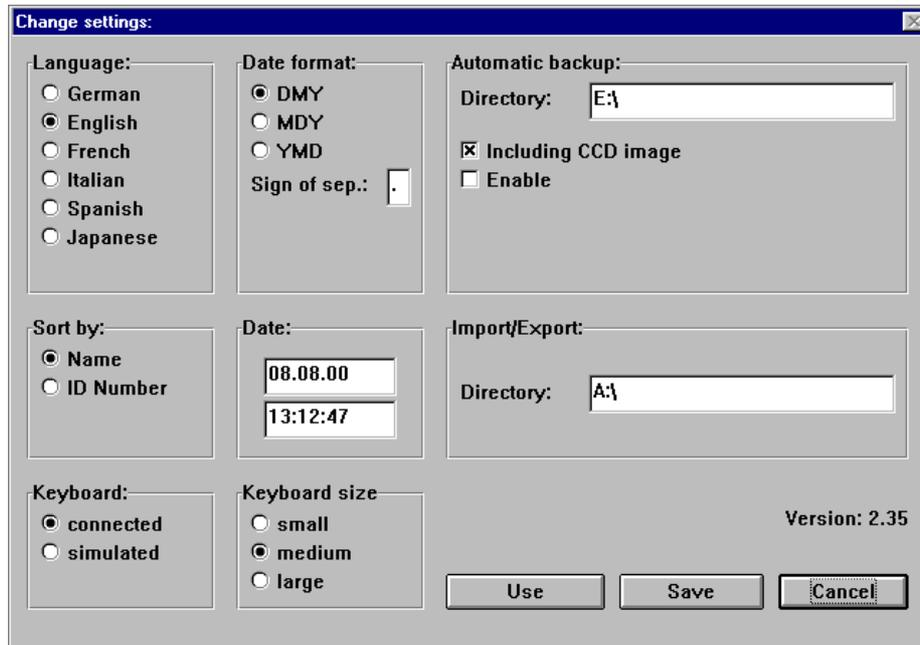 Change settings:
Language:
German
English
French
Italian
Spanish
Japanese
Date format:
DMY
MDY
YMD
Sign of sep.: .
Automatic backup:
Directory: E:\
Including CCD image
Enable
Sort by:
Name
ID Number
Date:
08.08.00
13:12:47
Import/Export:
Directory: A:\
Keyboard:
connected
simulated
Keyboard size
small
medium
large
Version: 2.35
Use Save Cancel